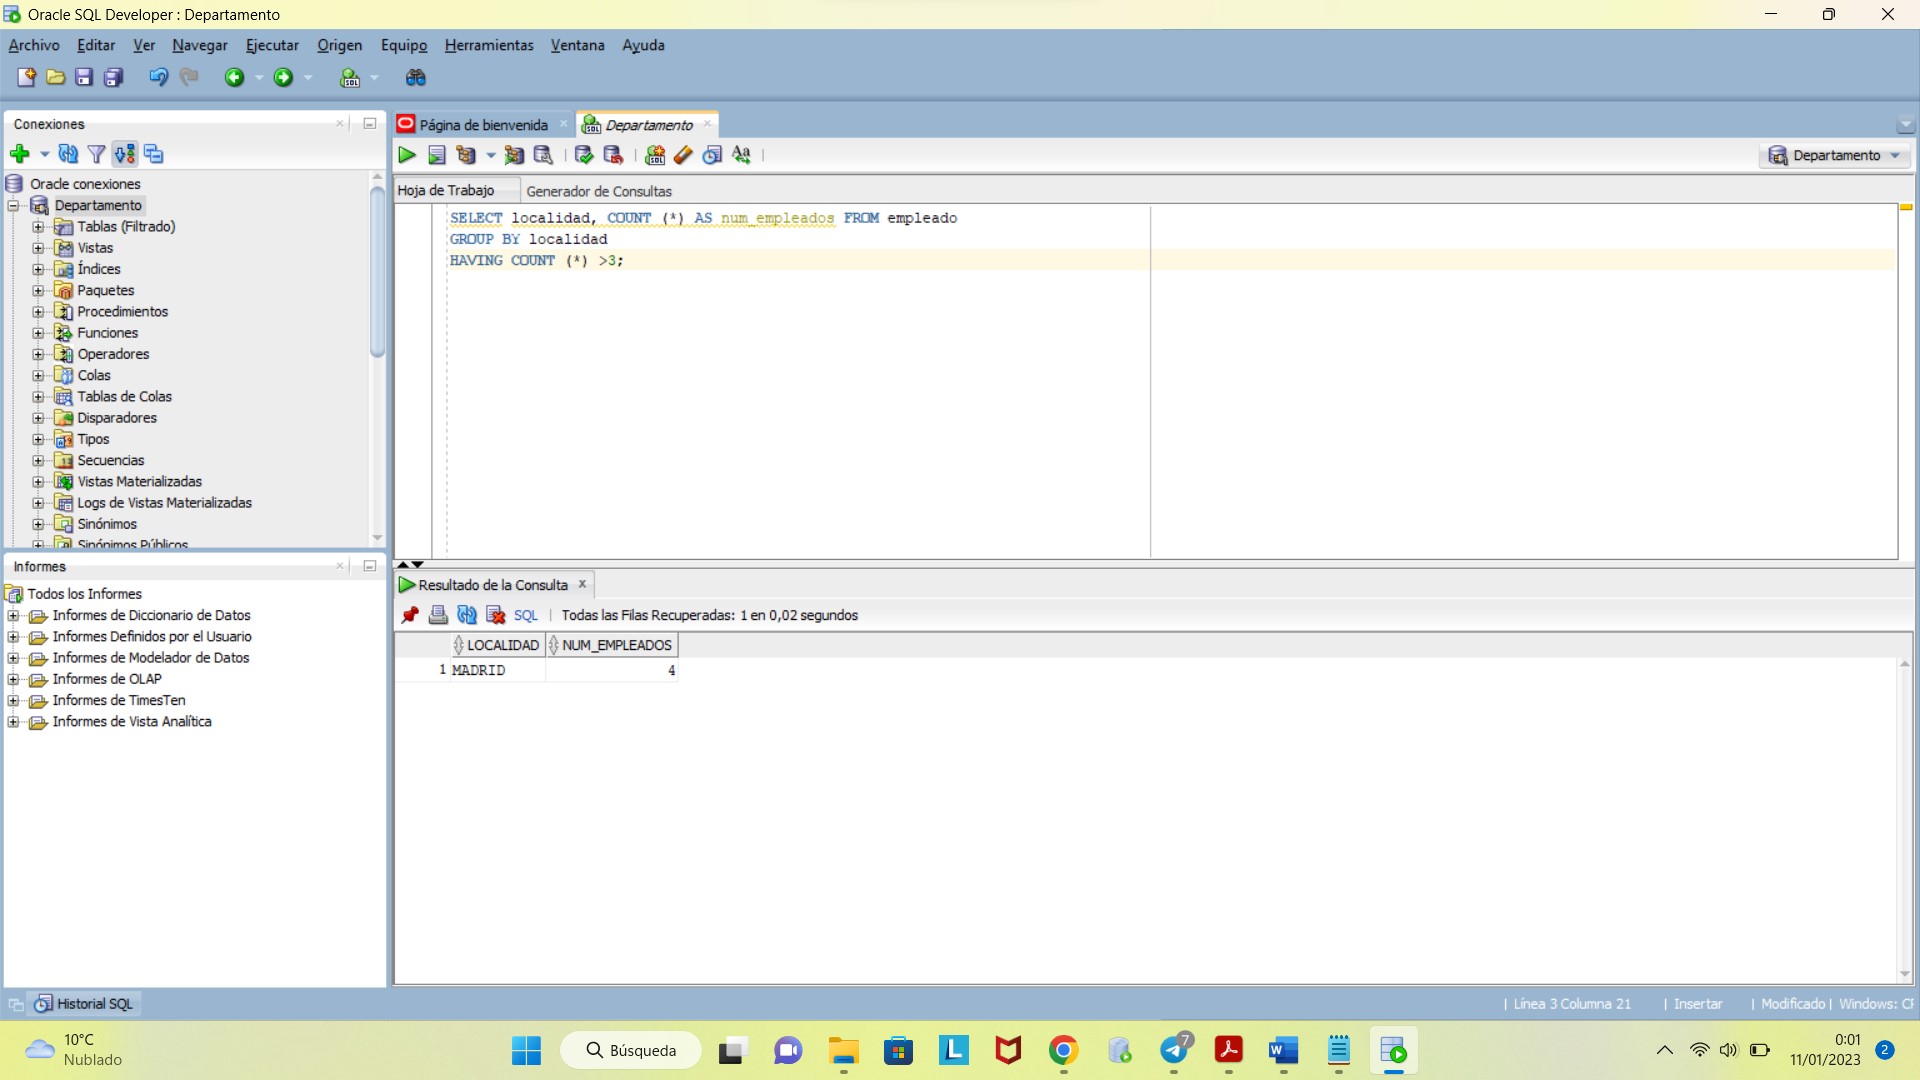 Oracle SQL Developer : Departamento
Archivo Editar Ver Navegar Ejecutar Origen Equipo Herramientas Ventana Ayuda
Conexiones
Oracle conexiones
Departamento
Tablas (Filtrado)
Vistas
Índices
Paquetes
Procedimientos
Funciones
Operadores
Colas
Tablas de Colas
Disparadores
Tipos
Secuencias
Vistas Materializadas
Logs de Vistas Materializadas
Sinónimos
Sinónimos Públicos
Informes
Todos los Informes
Informes de Diccionario de Datos
Informes Definidos por el Usuario
Informes de Modelador de Datos
Informes de OLAP
Informes de TimesTen
Informes de Vista Analítica
Página de bienvenida
Departamento
Departamento
Hoja de Trabajo Generador de Consultas
SELECT localidad, COUNT (*) AS num_empleados FROM empleado
GROUP BY localidad
HAVING COUNT (*) >3;
Resultado de la Consulta
SQL | Todas las Filas Recuperadas: 1 en 0,02 segundos
LOCALIDAD NUM_EMPLEADOS
1 MADRID 4
Historial SQL
| Línea 3 Columna 21 | Insertar | Modificado | Windows: CF
10°C
Nublado
Búsqueda
7
0:01
11/01/2023
2